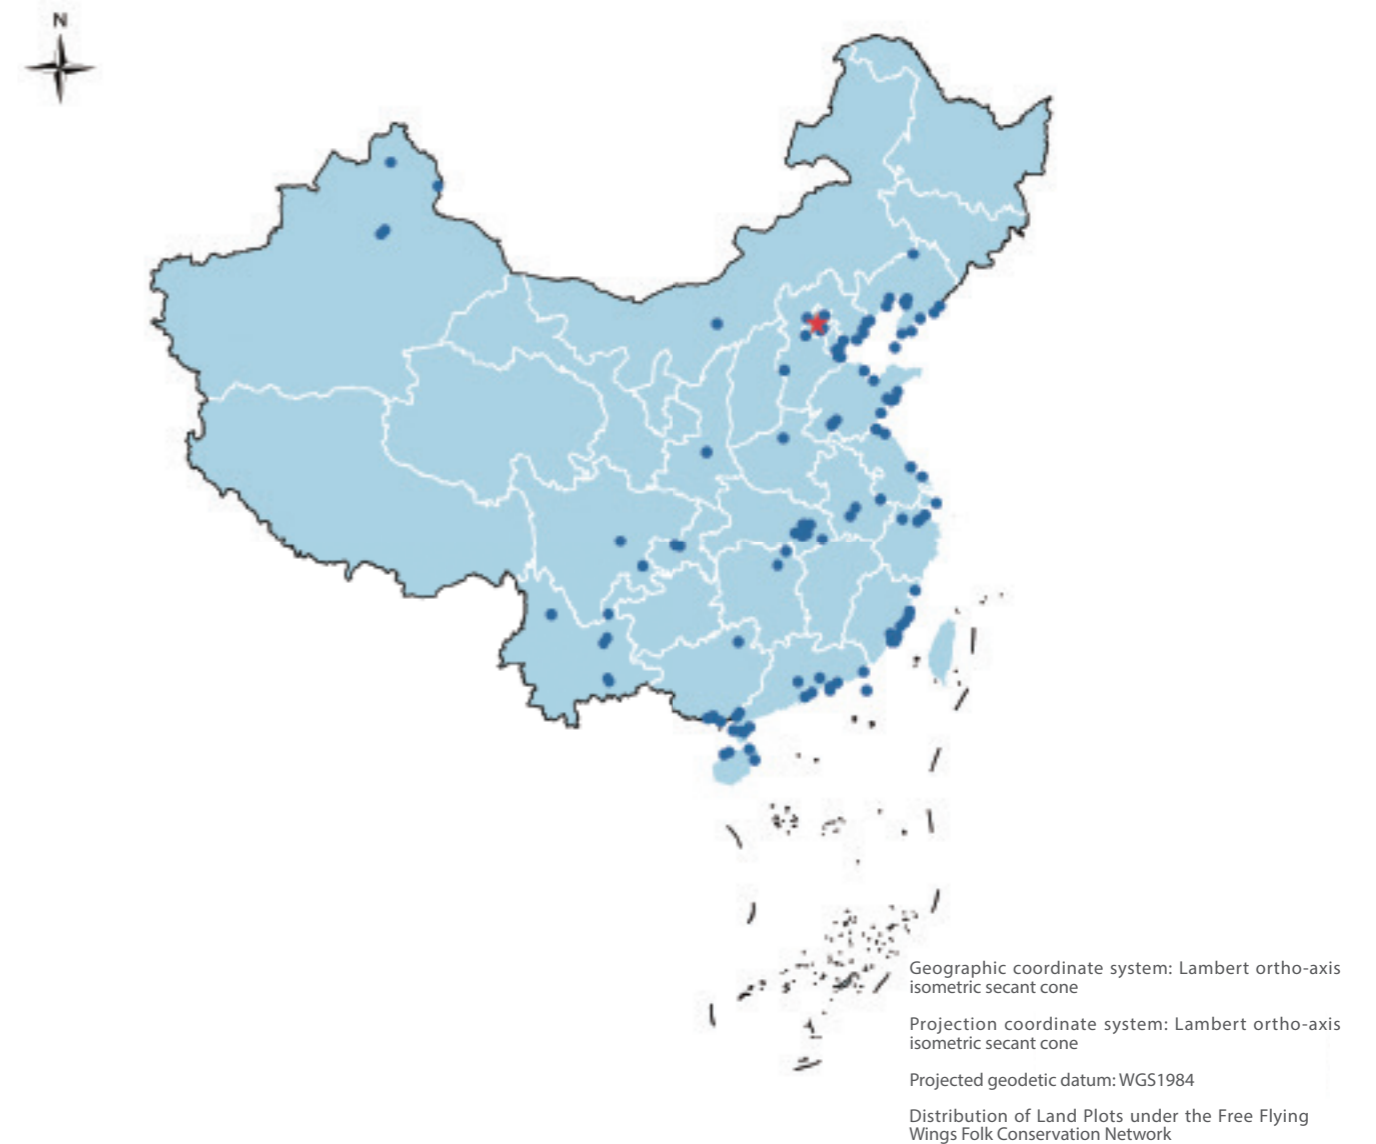 N
Geographic coordinate system: Lambert ortho-axis
isometric secant cone
Projection coordinate system: Lambert ortho-axis
isometric secant cone
Projected geodetic datum: WGS1984
Distribution of Land Plots under the Free Flying
Wings Folk Conservation Network